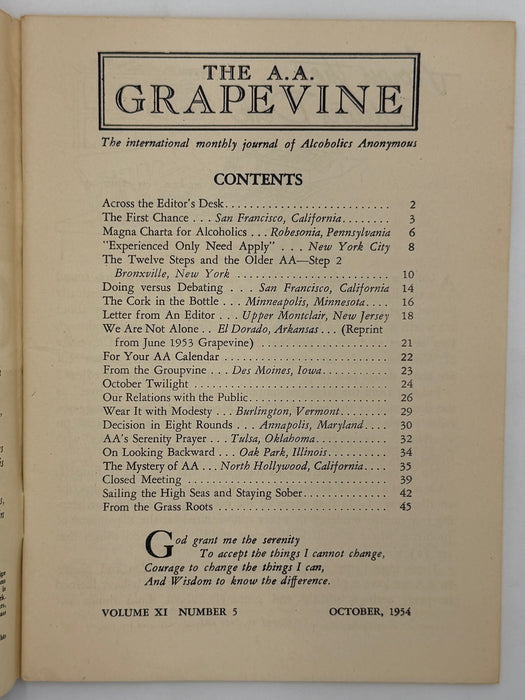 THE A.A.
GRAPEVINE
The international monthly journal of Alcoholics Anonymous
CONTENTS
Across the Editor's Desk............................ 2
The First Chance . . . San Francisco, California........ 3
Magna Charta for Alcoholics . . . Robesonia, Pennsylvania 6
"Experienced Only Need Apply" . . . New York City 8
The Twelve Steps and the Older AA—Step 2
Bronxville, New York ......................... 10
Doing versus Debating . . . San Francisco, California 14
The Cork in the Bottle . . . Minneapolis, Minnesota.... 16
Letter from An Editor . . . Upper Montclair, New Jersey 18
We Are Not Alone . . El Dorado, Arkansas . . . (Reprint
from June 1953 Grapevine) ..................... 21
For Your AA Calendar ............................ 22
From the Groupvine . . . Des Moines, Iowa........... 23
October Twilight ................................ 24
Our Relations with the Public....................... 26
Wear It with Modesty . . . Burlington, Vermont........ 29
Decision in Eight Rounds . . . Annapolis, Maryland.... 30
AA's Serenity Prayer . . . Tulsa, Oklahoma............ 32
On Looking Backward . . . Oak Park, Illinois.......... 34
The Mystery of AA . . . North Hollywood, California.... 35
Closed Meeting .................................. 39
Sailing the High Seas and Staying Sober.............. 42
From the Grass Roots ............................ 45
God grant me the serenity
To accept the things I cannot change,
Courage to change the things I can,
And Wisdom to know the difference.
VOLUME XI NUMBER 5 OCTOBER, 1954